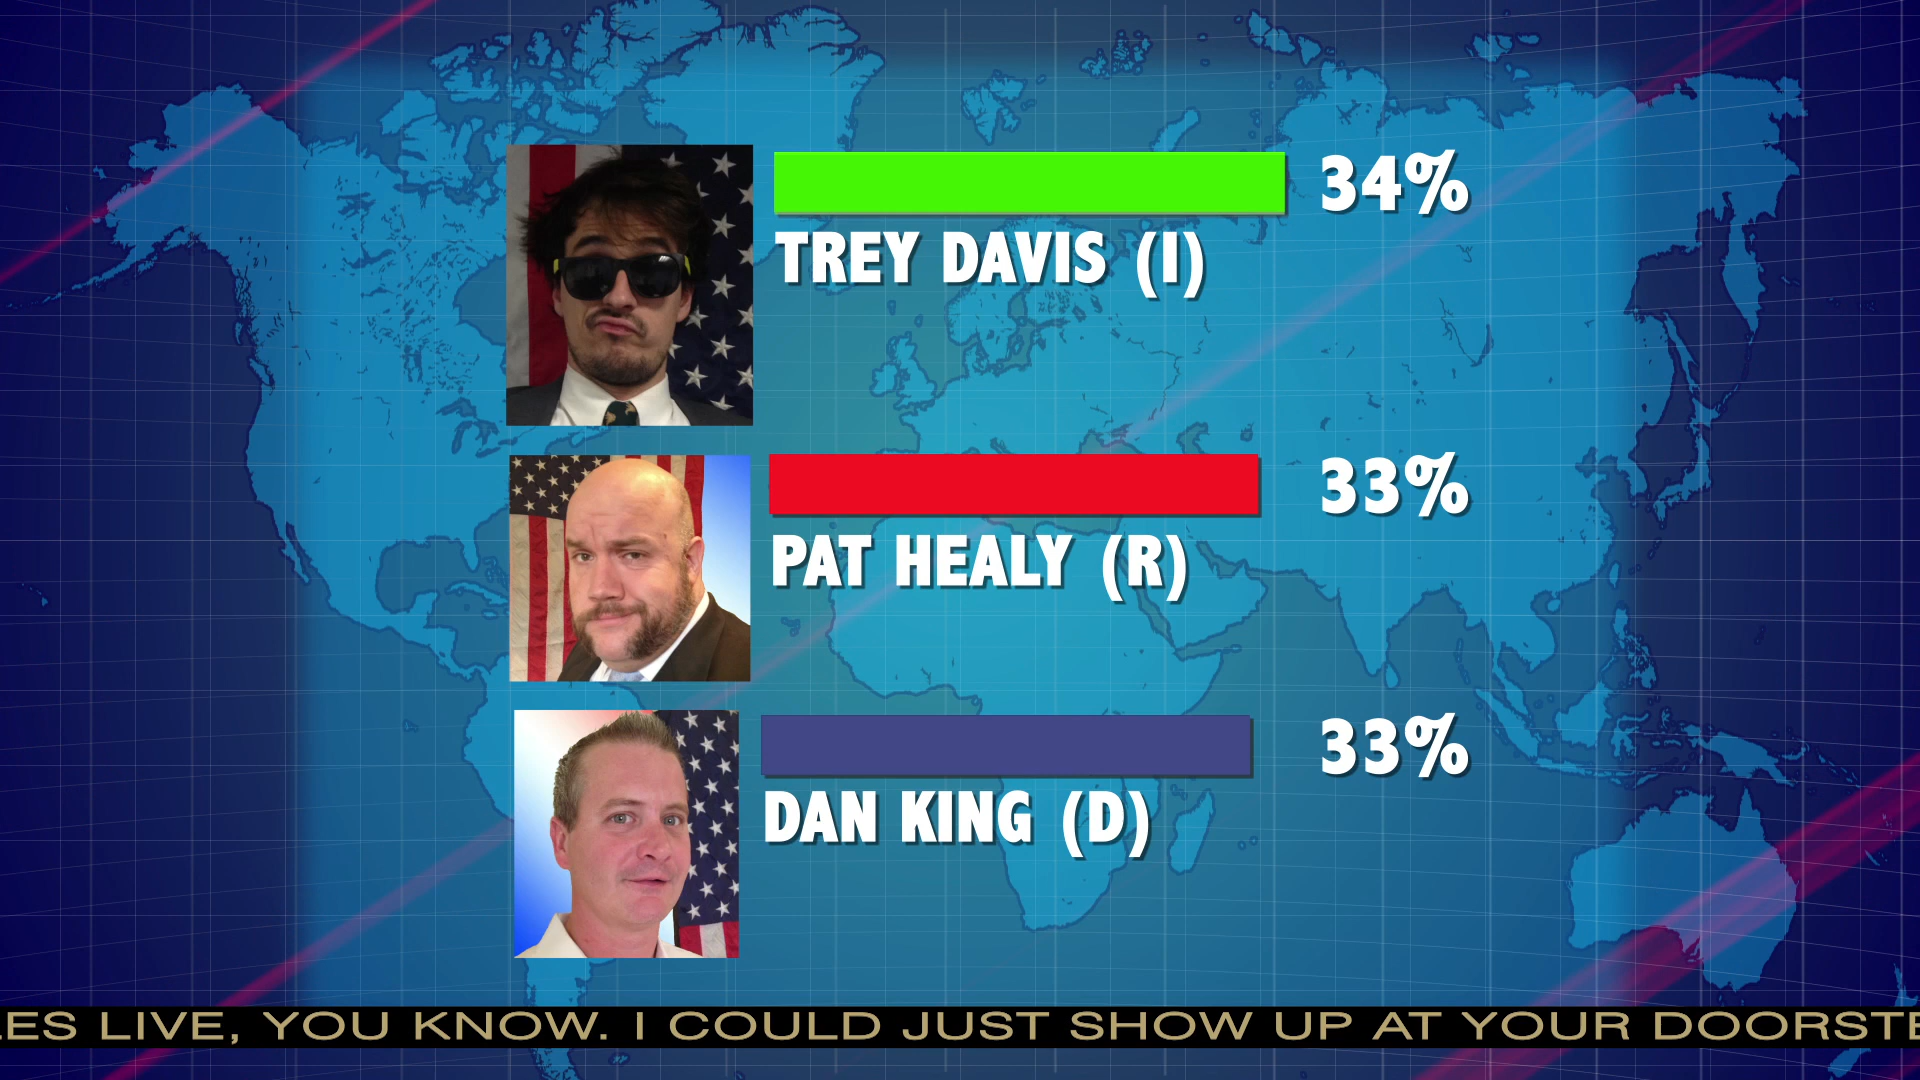 34%
TREY DAVIS (I)
33%
PAT HEALY (R)
33%
DAN KING (D)
LIVE, YOU KNOW. I COULD JUST SHOW UP AT YOUR